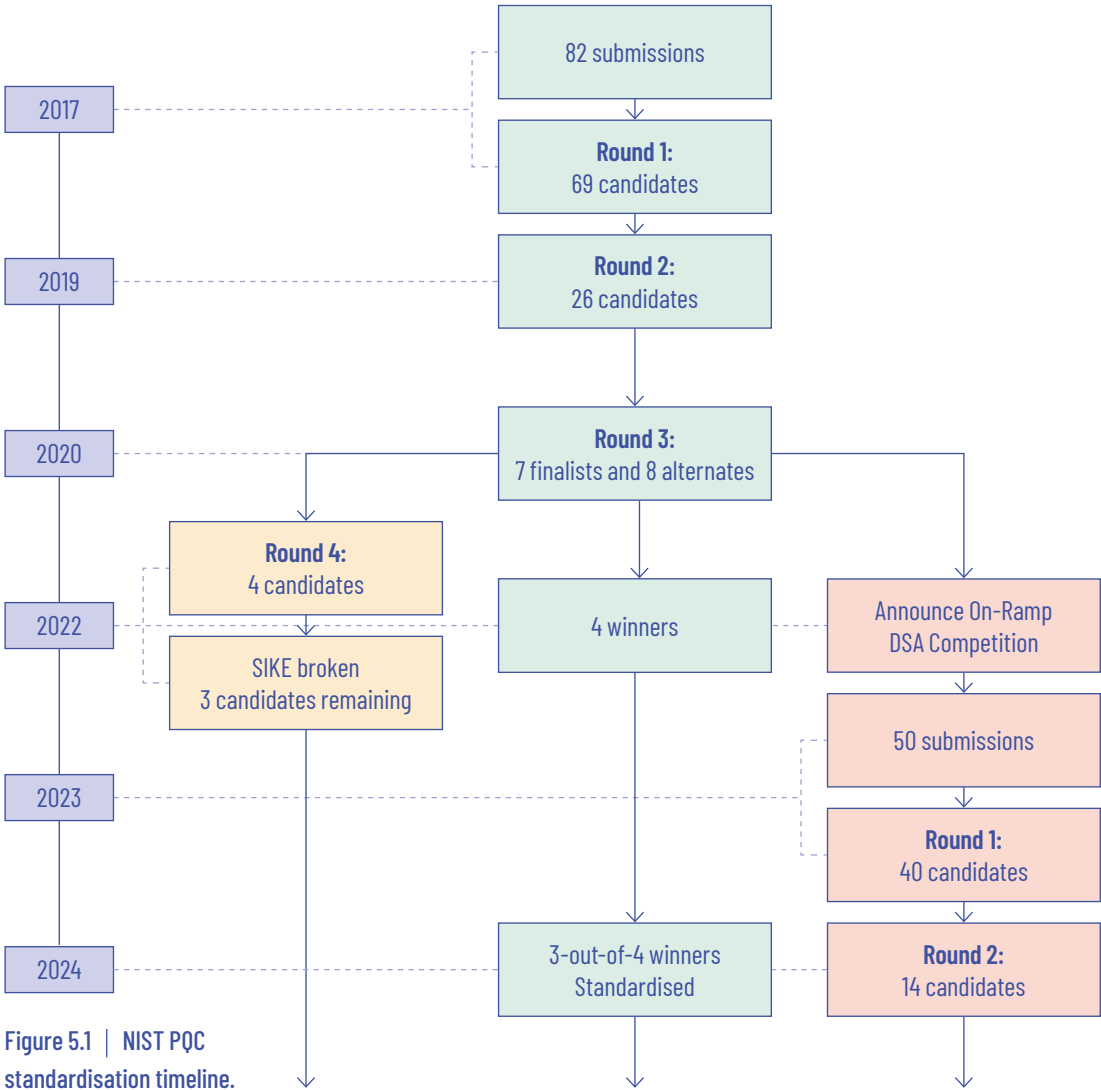 82 submissions
2017
Round 1:
69 candidates
Round 2:
26 candidates
2019
Round 3:
7 finalists and 8 alternates
2020
Round 4:
4 candidates
2022
4 winners
Announce On-Ramp
DSA Competition
SIKE broken
3 candidates remaining
50 submissions
2023
Round 1:
40 candidates
3-out-of-4 winners
Standardised
Round 2:
14 candidates
2024
Figure 5.1 | NIST PQC
standardisation timeline.